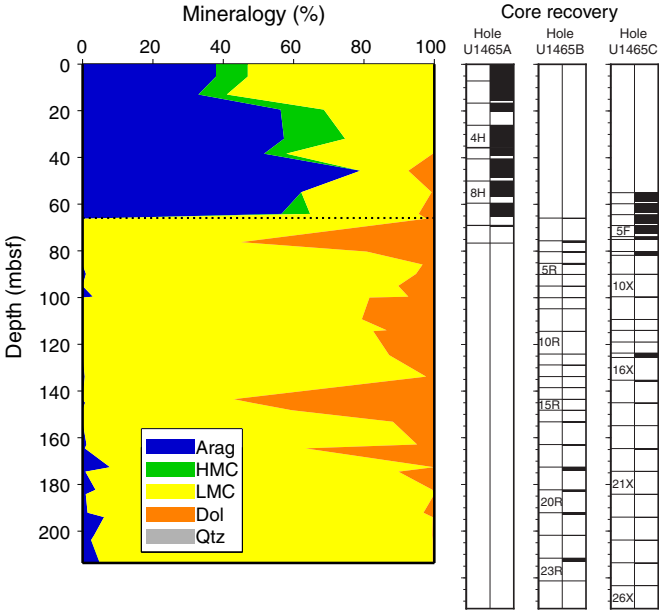 Mineralogy (%)
0 20 40 60 80 100
Depth (mbsf)
0
20
40
60
80
100
120
140
160
180
200
Arag
HMC
LMC
Dol
Qtz
Core recovery
Hole
U1465A
Hole
U1465B
Hole
U1465C
4H
8H
5R
10R
15R
20R
23R
5F
10X
16X
21X
26X